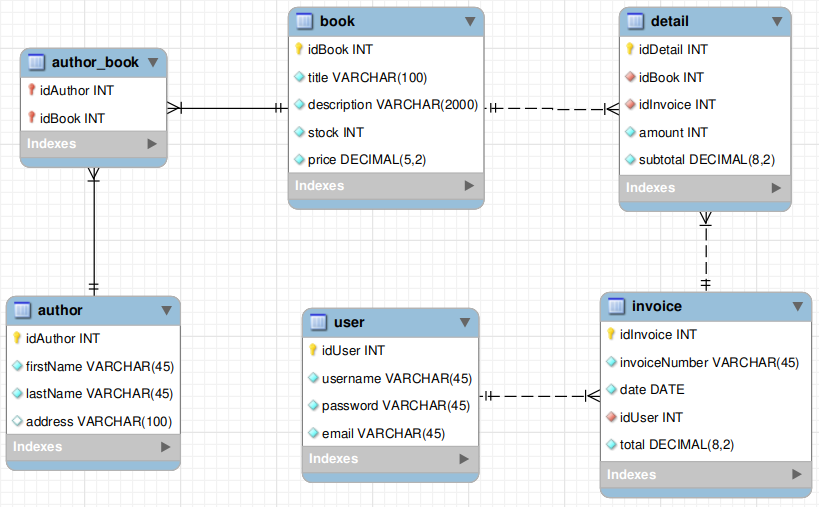 author_book
idAuthor INT
idBook INT
Indexes
book
idBook INT
title VARCHAR(100)
description VARCHAR(2000)
stock INT
price DECIMAL(5,2)
Indexes
detail
idDetail INT
idBook INT
idInvoice INT
amount INT
subtotal DECIMAL(8,2)
Indexes
author
idAuthor INT
firstName VARCHAR(45)
lastName VARCHAR(45)
address VARCHAR(100)
Indexes
user
idUser INT
username VARCHAR(45)
password VARCHAR(45)
email VARCHAR(45)
Indexes
invoice
idInvoice INT
invoiceNumber VARCHAR(45)
date DATE
idUser INT
total DECIMAL(8,2)
Indexes